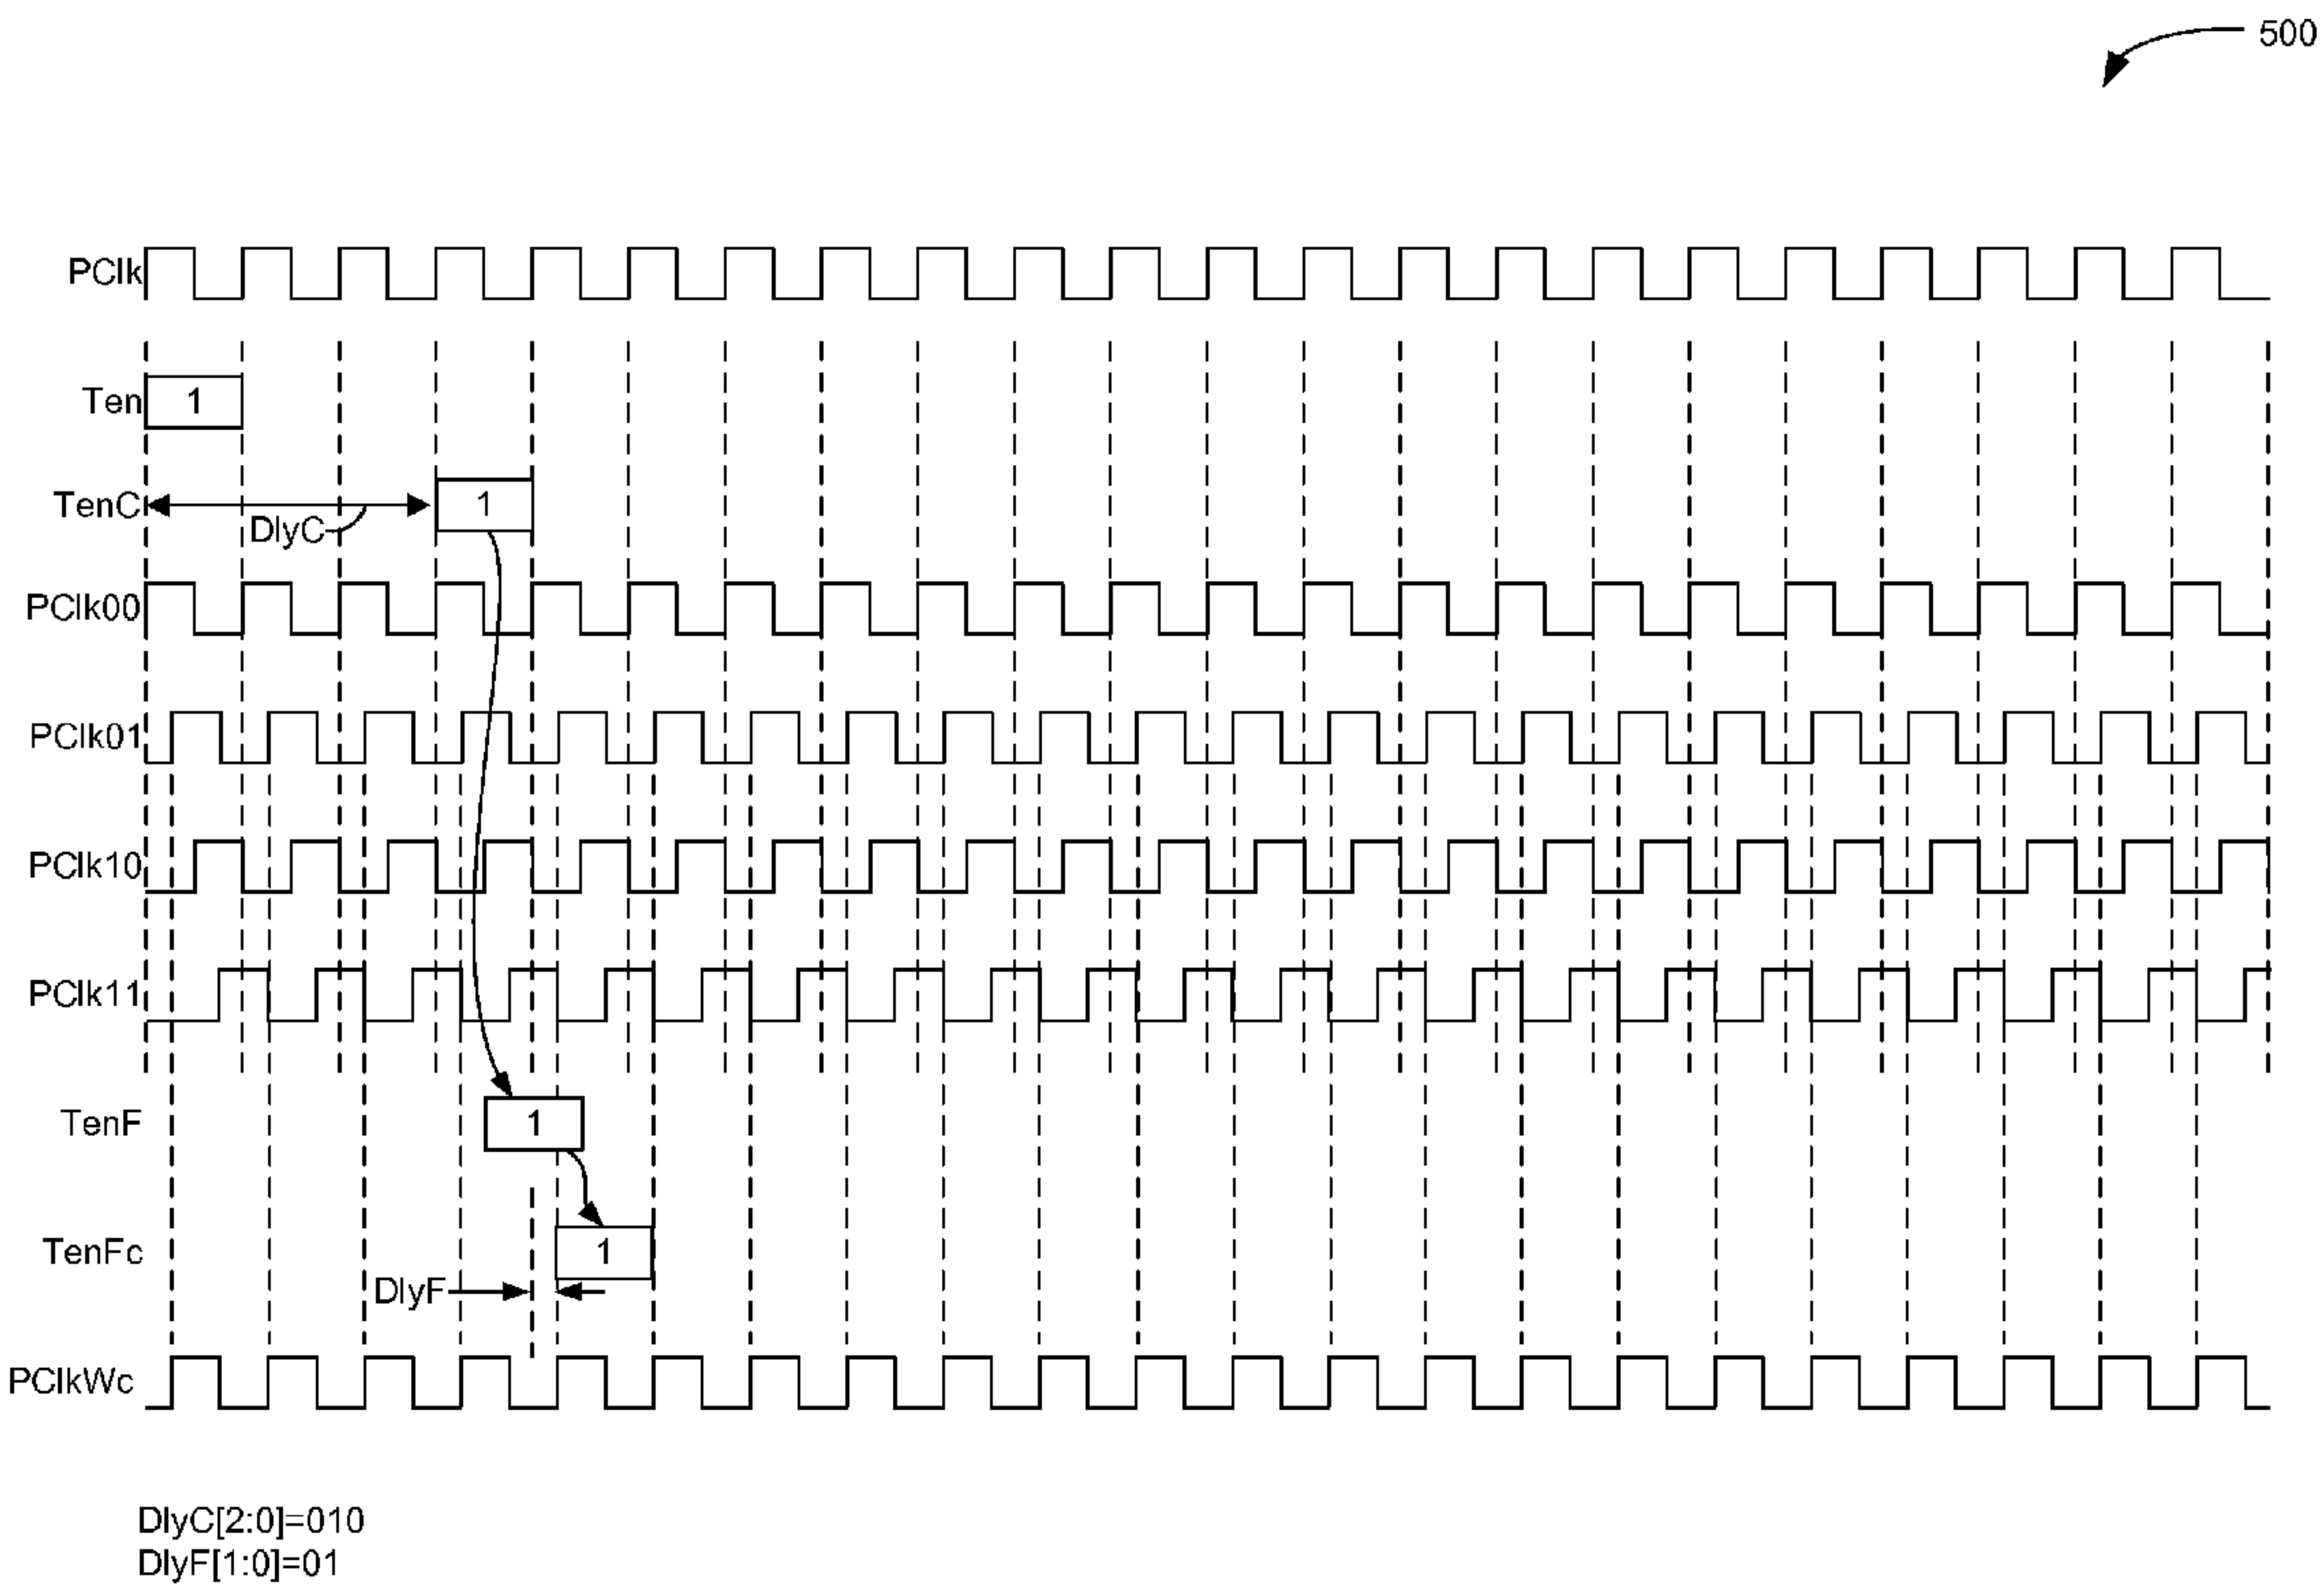 500
PClk
Ten
1
TenC
1
DlyC
PClk00
PClk01
PClk10
PClk11
TenF
1
TenFc
1
DlyF
PClkWc
DlyC[2:0]=010
DlyF[1:0]=01